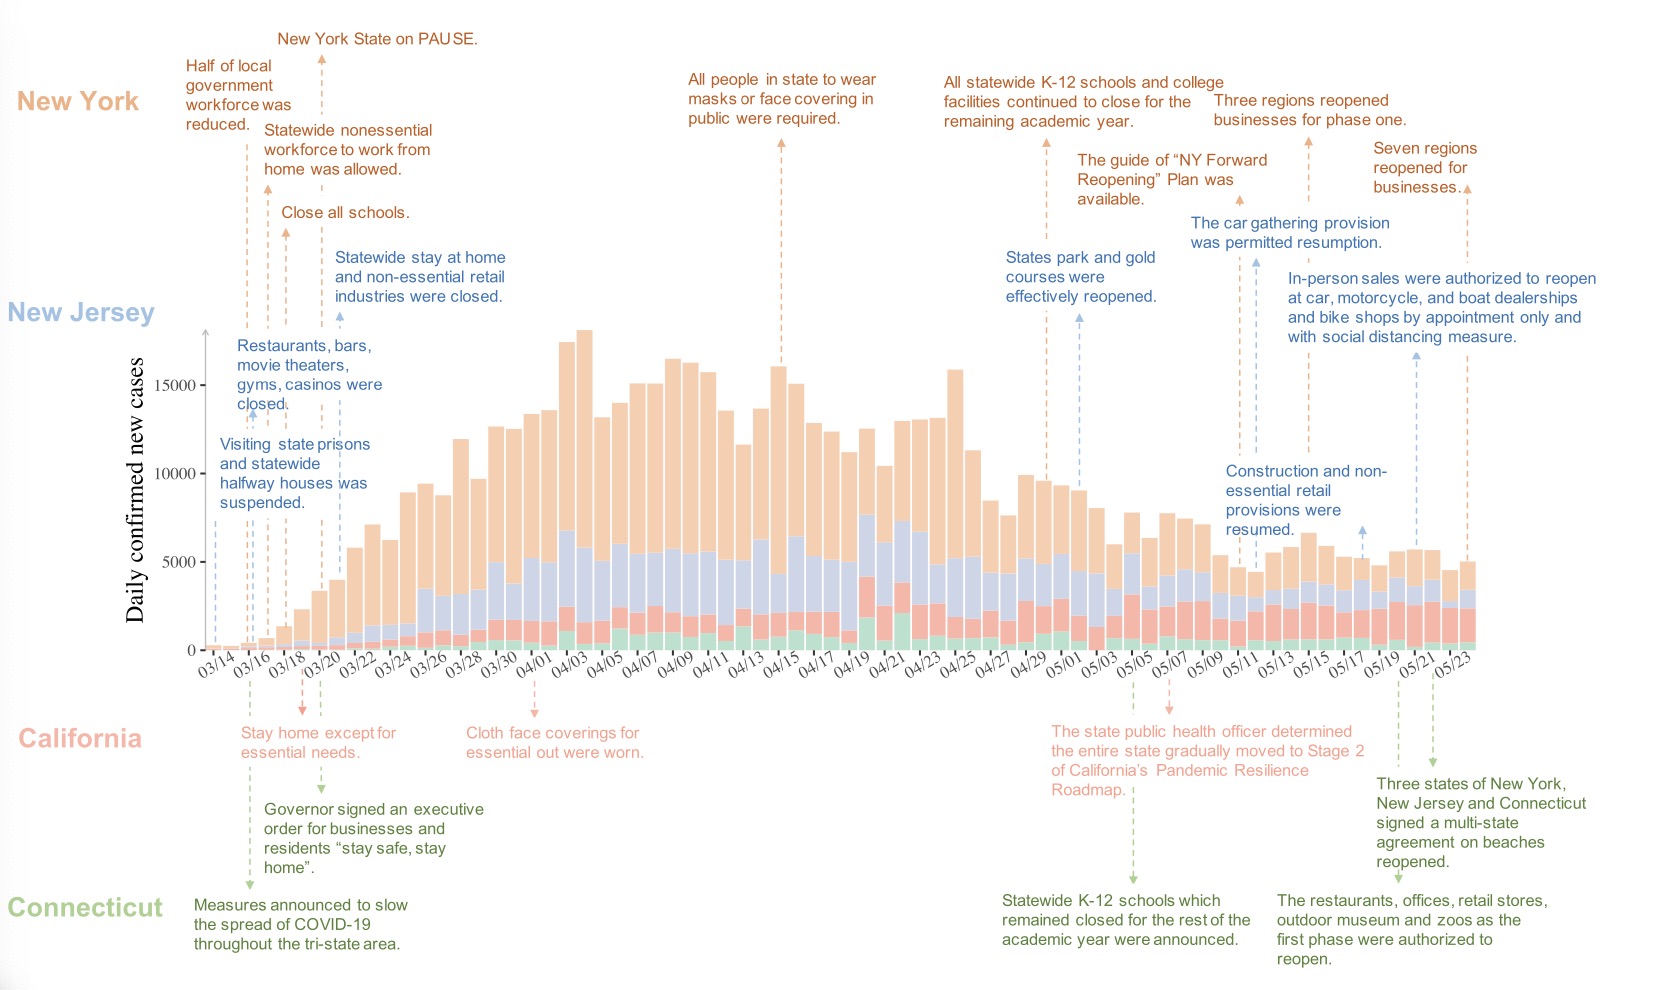 New York State on PAUSE.
Half of local
government
workforce was
reduced.
New York
Statewide nonessential
workforce to work from
home was allowed.
Close all schools.
All people in state to wear
masks or face covering in
public were required.
All statewide K-12 schools and college
facilities continued to close for the
remaining academic year.
Three regions reopened
businesses for phase one.
The guide of “NY Forward
Reopening” Plan was
available.
Seven regions
reopened for
businesses.
New Jersey
Statewide stay at home
and non-essential retail
industries were closed.
Restaurants, bars,
movie theaters,
gyms, casinos were
closed.
Visiting state prisons
and statewide
halfway houses was
suspended.
States park and gold
courses were
effectively reopened.
The car gathering provision
was permitted resumption.
In-person sales were authorized to reopen
at car, motorcycle, and boat dealerships
and bike shops by appointment only and
with social distancing measure.
Construction and non-
essential retail
provisions were
resumed.
Daily confirmed new cases
15000
10000
5000
0
03/14 03/16 03/18 03/20 03/22 03/24 03/26 03/28 03/30 04/01 04/03 04/05 04/07 04/09 04/11 04/13 04/15 04/17 04/19 04/21 04/23 04/25 04/27 04/29 05/01 05/03 05/05 05/07 05/09 05/11 05/13 05/15 05/17 05/19 05/21 05/23
California
Stay home except for
essential needs.
Cloth face coverings for
essential out were worn.
The state public health officer determined
the entire state gradually moved to Stage 2
of California’s Pandemic Resilience
Roadmap.
Governor signed an executive
order for businesses and
residents “stay safe, stay
home”.
Three states of New York,
New Jersey and Connecticut
signed a multi-state
agreement on beaches
reopened.
Connecticut
Measures announced to slow
the spread of COVID-19
throughout the tri-state area.
Statewide K-12 schools which
remained closed for the rest of the
academic year were announced.
The restaurants, offices, retail stores,
outdoor museum and zoos as the
first phase were authorized to
reopen.